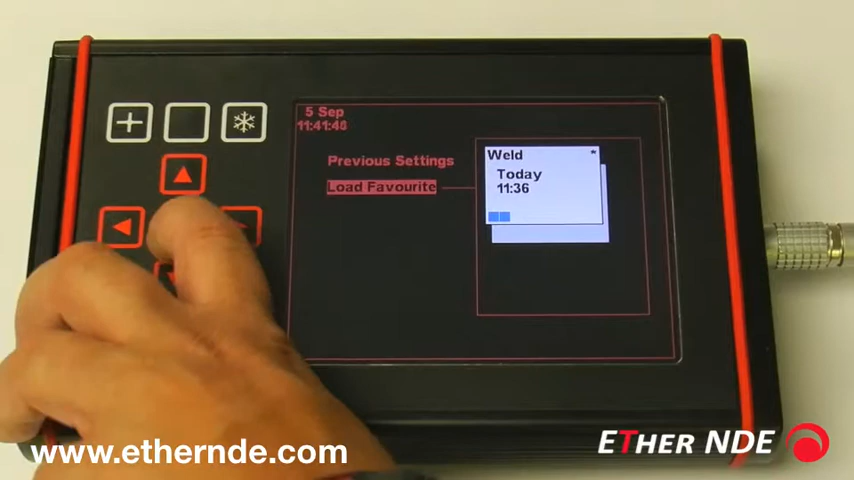 5 Sep
11:41:48
Previous Settings
Load Favourite
Weld *
Today
11:36
www.ethernde.com
ETHER NDE